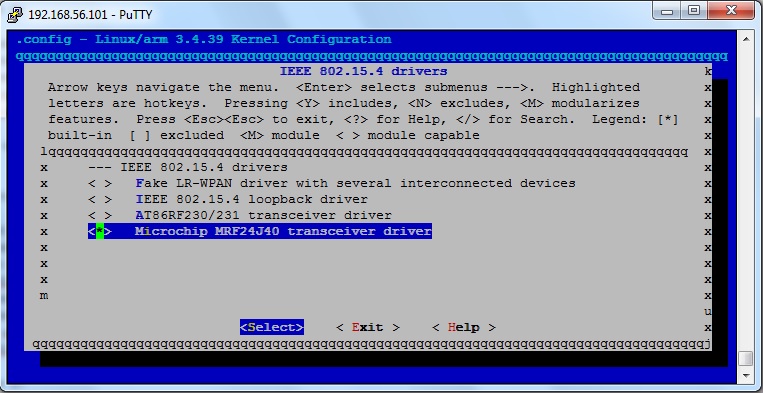 192.168.56.101 - PuTTY
.config - Linux/arm 3.4.39 Kernel Configuration
qqqqqqqqqqqqqqqqqqqqqqqqqqqqqqqqqqqqqqqqqqqqqqqqqqqqqqqqqqqqqqqqqqqqqqqqqqqqqqqqqqqqqqqqq
IEEE 802.15.4 drivers k
Arrow keys navigate the menu. <Enter> selects submenus --->. Highlighted x
letters are hotkeys. Pressing <Y> includes, <N> excludes, <M> modularizes x
features. Press <Esc><Esc> to exit, <?> for Help, </> for Search. Legend: [*] x
built-in [ ] excluded <M> module < > module capable x
lqqqqqqqqqqqqqqqqqqqqqqqqqqqqqqqqqqqqqqqqqqqqqqqqqqqqqqqqqqqqqqqqqqqqqqqqqqqqqqqq x
x --- IEEE 802.15.4 drivers x
x < > Fake LR-WPAN driver with several interconnected devices x
x < > IEEE 802.15.4 loopback driver x
x < > AT86RF230/231 transceiver driver x
x <*> Microchip MRF24J40 transceiver driver x
x x
x x
x x
m x
u
<Select> < Exit > < Help > x
qqqqqqqqqqqqqqqqqqqqqqqqqqqqqqqqqqqqqqqqqqqqqqqqqqqqqqqqqqqqqqqqqqqqqqqqqqqqqqqqqqqqj